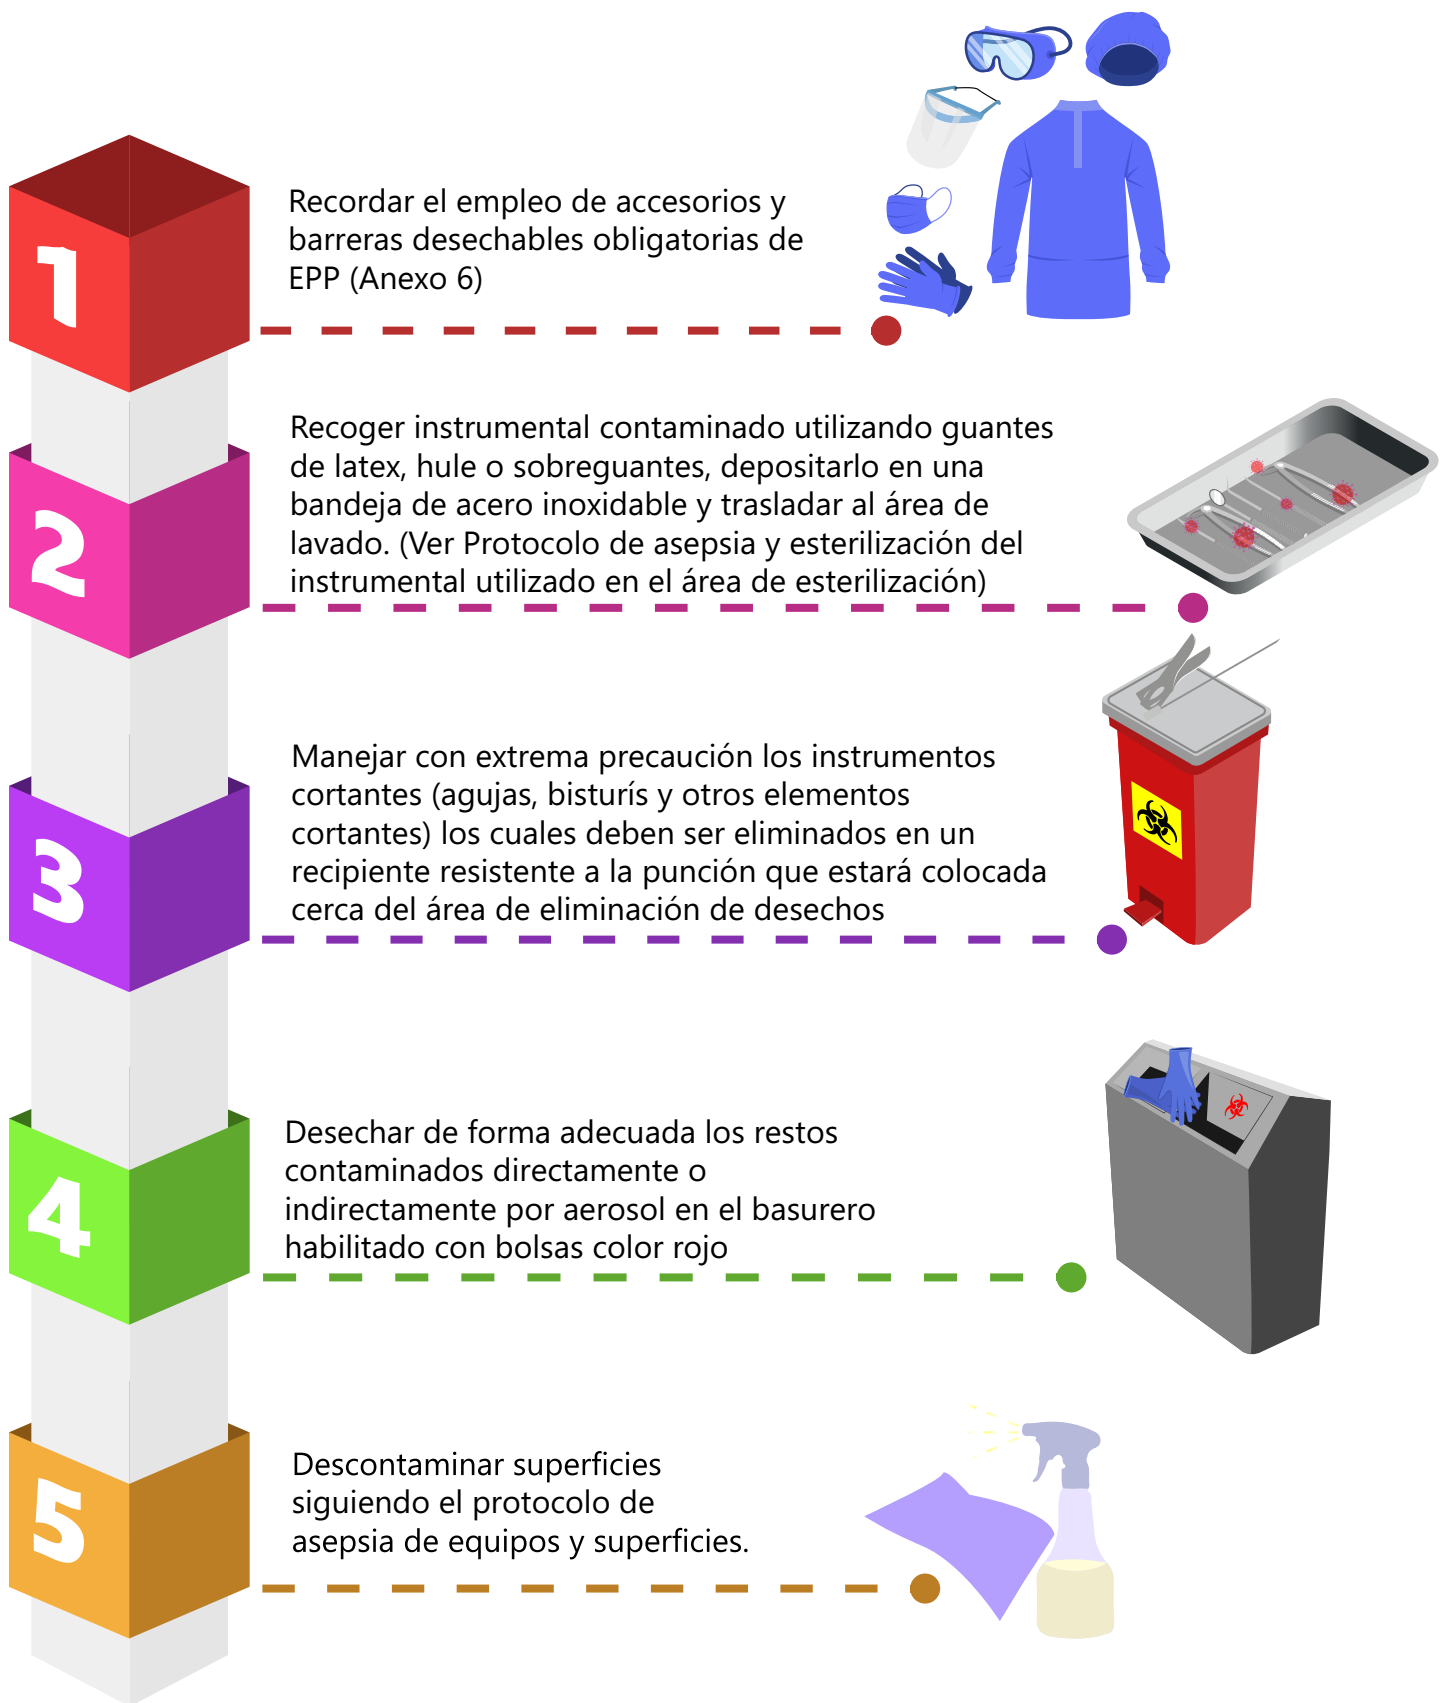 1
Recordar el empleo de accesorios y
barreras desechables obligatorias de
EPP (Anexo 6)
2
Recoger instrumental contaminado utilizando guantes
de latex, hule o sobreguantes, depositarlo en una
bandeja de acero inoxidable y trasladar al área de
lavado. (Ver Protocolo de asepsia y esterilización del
instrumental utilizado en el área de esterilización)
3
Manejar con extrema precaución los instrumentos
cortantes (agujas, bisturís y otros elementos
cortantes) los cuales deben ser eliminados en un
recipiente resistente a la punción que estará colocada
cerca del área de eliminación de desechos
4
Desechar de forma adecuada los restos
contaminados directamente o
indirectamente por aerosol en el basurero
habilitado con bolsas color rojo
5
Descontaminar superficies
siguiendo el protocolo de
asepsia de equipos y superficies.